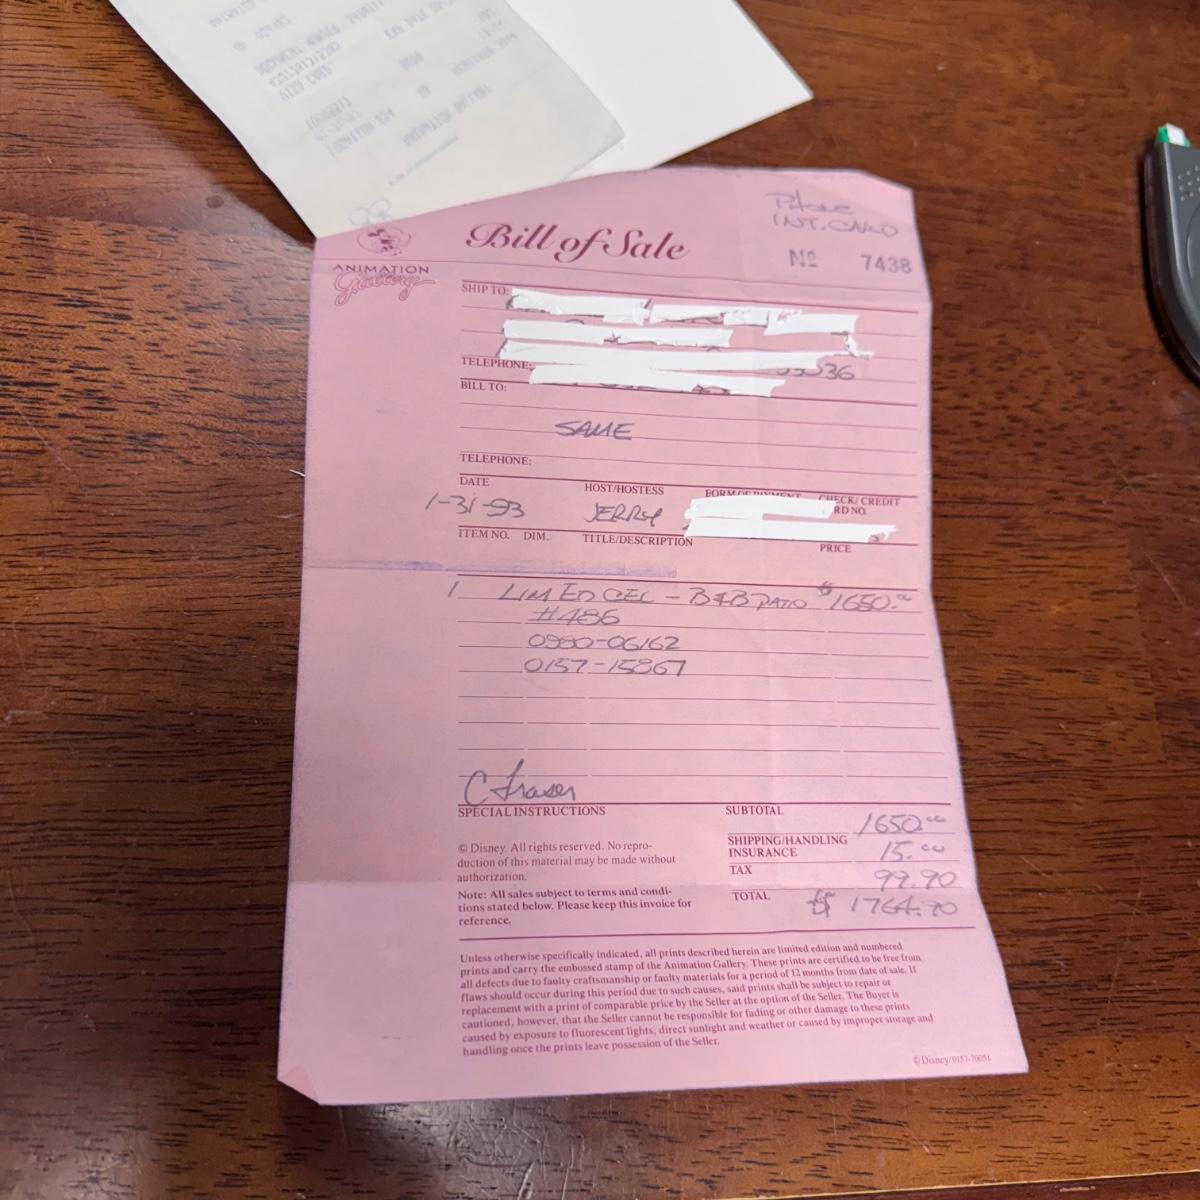 Phone
INT. CARD
Bill of Sale
Nº 7438
ANIMATION
Gallery
SHIP TO:
TELEPHONE:
36
BILL TO:
SAME
TELEPHONE:
DATE
HOST/HOSTESS
FORM OF PAYMENT
CHECK/ CREDIT
RD NO.
1-31-93
JERRY
ITEM NO. DIM. TITLE/DESCRIPTION PRICE
1 LIM ED CEL - B&B PATIO $1650.00
#486
0980-06162
0157-15867
C Fraser
SPECIAL INSTRUCTIONS
SUBTOTAL 1650.00
SHIPPING/HANDLING
INSURANCE 15.00
TAX 99.90
TOTAL $ 1764.90
© Disney. All rights reserved. No repro-
duction of this material may be made without
authorization.
Note: All sales subject to terms and condi-
tions stated below. Please keep this invoice for
reference.
Unless otherwise specifically indicated, all prints described herein are limited edition and numbered
prints and carry the embossed stamp of the Animation Gallery. These prints are certified to be free from
all defects due to faulty craftsmanship or faulty materials for a period of 12 months from date of sale. If
flaws should occur during this period due to such causes, said prints shall be subject to repair or
replacement with a print of comparable price by the Seller at the option of the Seller. The Buyer is
cautioned, however, that the Seller cannot be responsible for fading or other damage to these prints
caused by exposure to fluorescent lights, direct sunlight and weather or caused by improper storage and
handling once the prints leave possession of the Seller.
© Disney/0157-70051